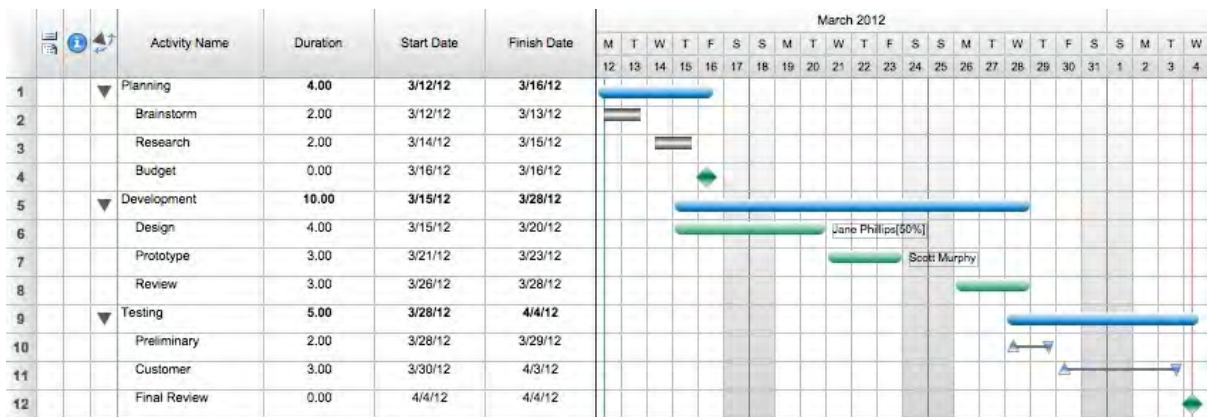 March 2012
Activity Name Duration Start Date Finish Date M T W T F S S M T W T F S S M T W T F S S M T W
12 13 14 15 16 17 18 19 20 21 22 23 24 25 26 27 28 29 30 31 1 2 3 4
1 Planning 4.00 3/12/12 3/16/12
2 Brainstorm 2.00 3/12/12 3/13/12
3 Research 2.00 3/14/12 3/15/12
4 Budget 0.00 3/16/12 3/16/12
5 Development 10.00 3/15/12 3/28/12
6 Design 4.00 3/15/12 3/20/12 Jane Phillips[50%]
7 Prototype 3.00 3/21/12 3/23/12 Scott Murphy
8 Review 3.00 3/26/12 3/28/12
9 Testing 5.00 3/28/12 4/4/12
10 Preliminary 2.00 3/28/12 3/29/12
11 Customer 3.00 3/30/12 4/3/12
12 Final Review 0.00 4/4/12 4/4/12